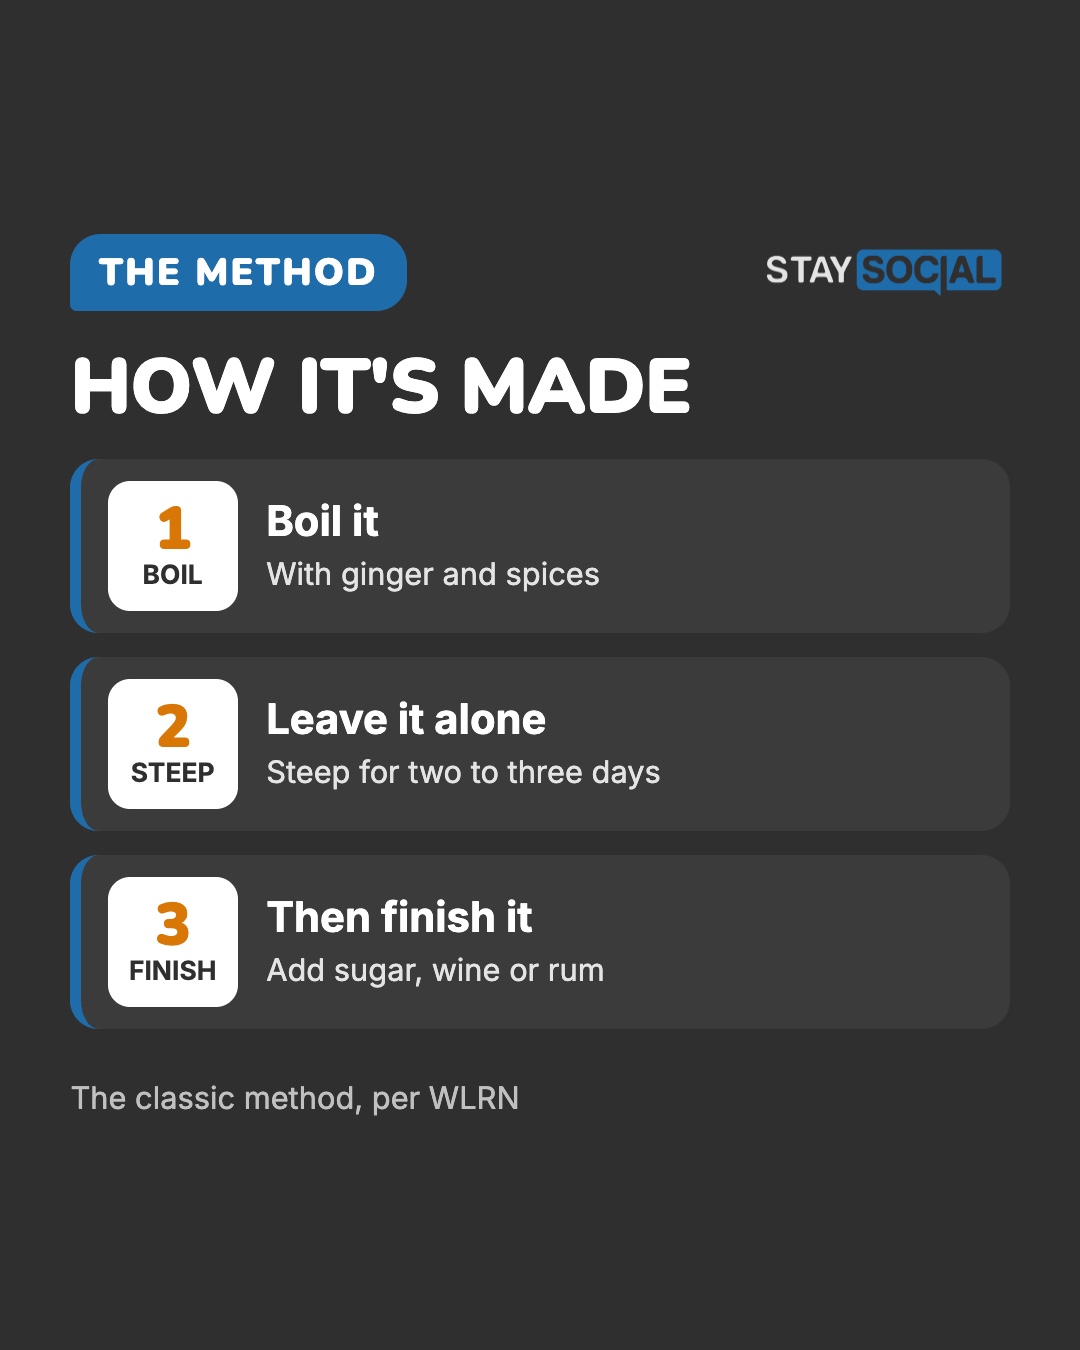 THE METHOD
STAY SOCIAL
HOW IT'S MADE
1
BOIL
Boil it
With ginger and spices
2
STEEP
Leave it alone
Steep for two to three days
3
FINISH
Then finish it
Add sugar, wine or rum
The classic method, per WLRN